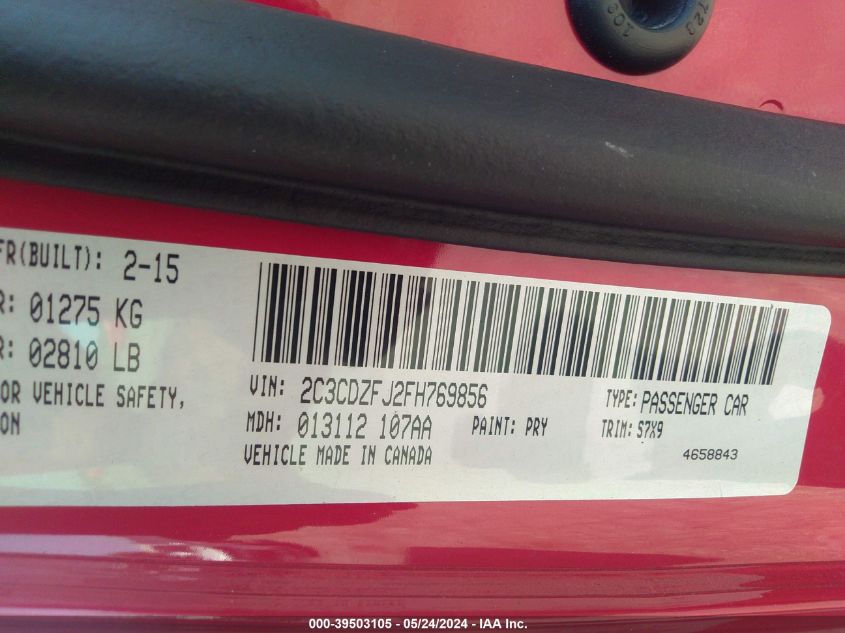 FR(BUILT): 2-15
R: 01275 KG
R: 02810 LB
OR VEHICLE SAFETY,
ON
VIN: 2C3CDZFJ2FH769856
TYPE: PASSENGER CAR
MDH: 013112 107AA
PAINT: PRY
TRIM: S7X9
VEHICLE MADE IN CANADA
4658843
000-39503105 - 05/24/2024 - IAA Inc.